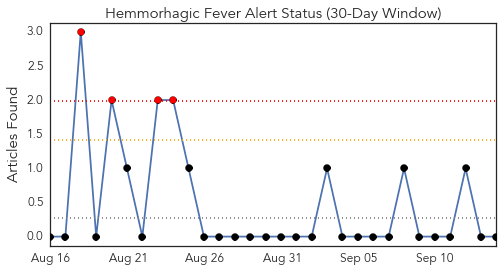 Hemmorhagic Fever Alert Status (30-Day Window)
Articles Found
3.0
2.5
2.0
1.5
1.0
0.5
0.0
Aug 16 Aug 21 Aug 26 Aug 31 Sep 05 Sep 10